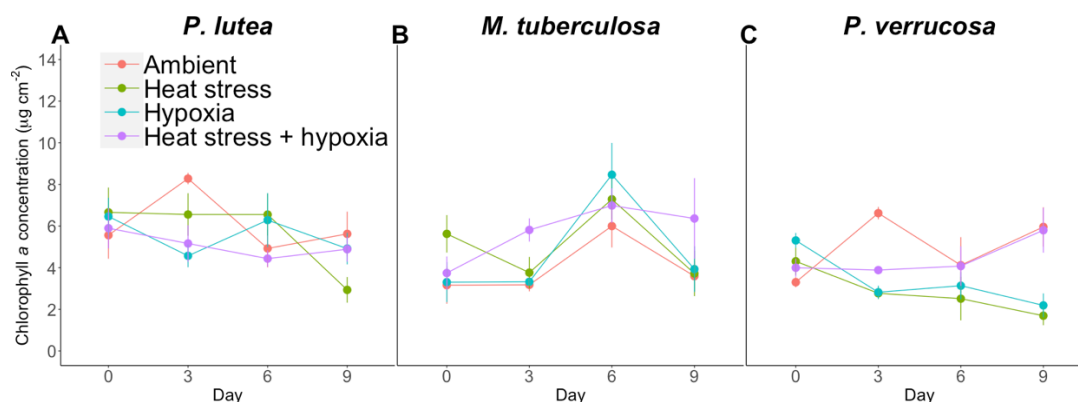 A
P. lutea
B
M. tuberculosa
C
P. verrucosa
Chlorophyll a concentration (μg cm⁻²)
14
12
10
8
6
4
2
0
Ambient
Heat stress
Hypoxia
Heat stress + hypoxia
0 3 6 9
0 3 6 9
0 3 6 9
Day
Day
Day